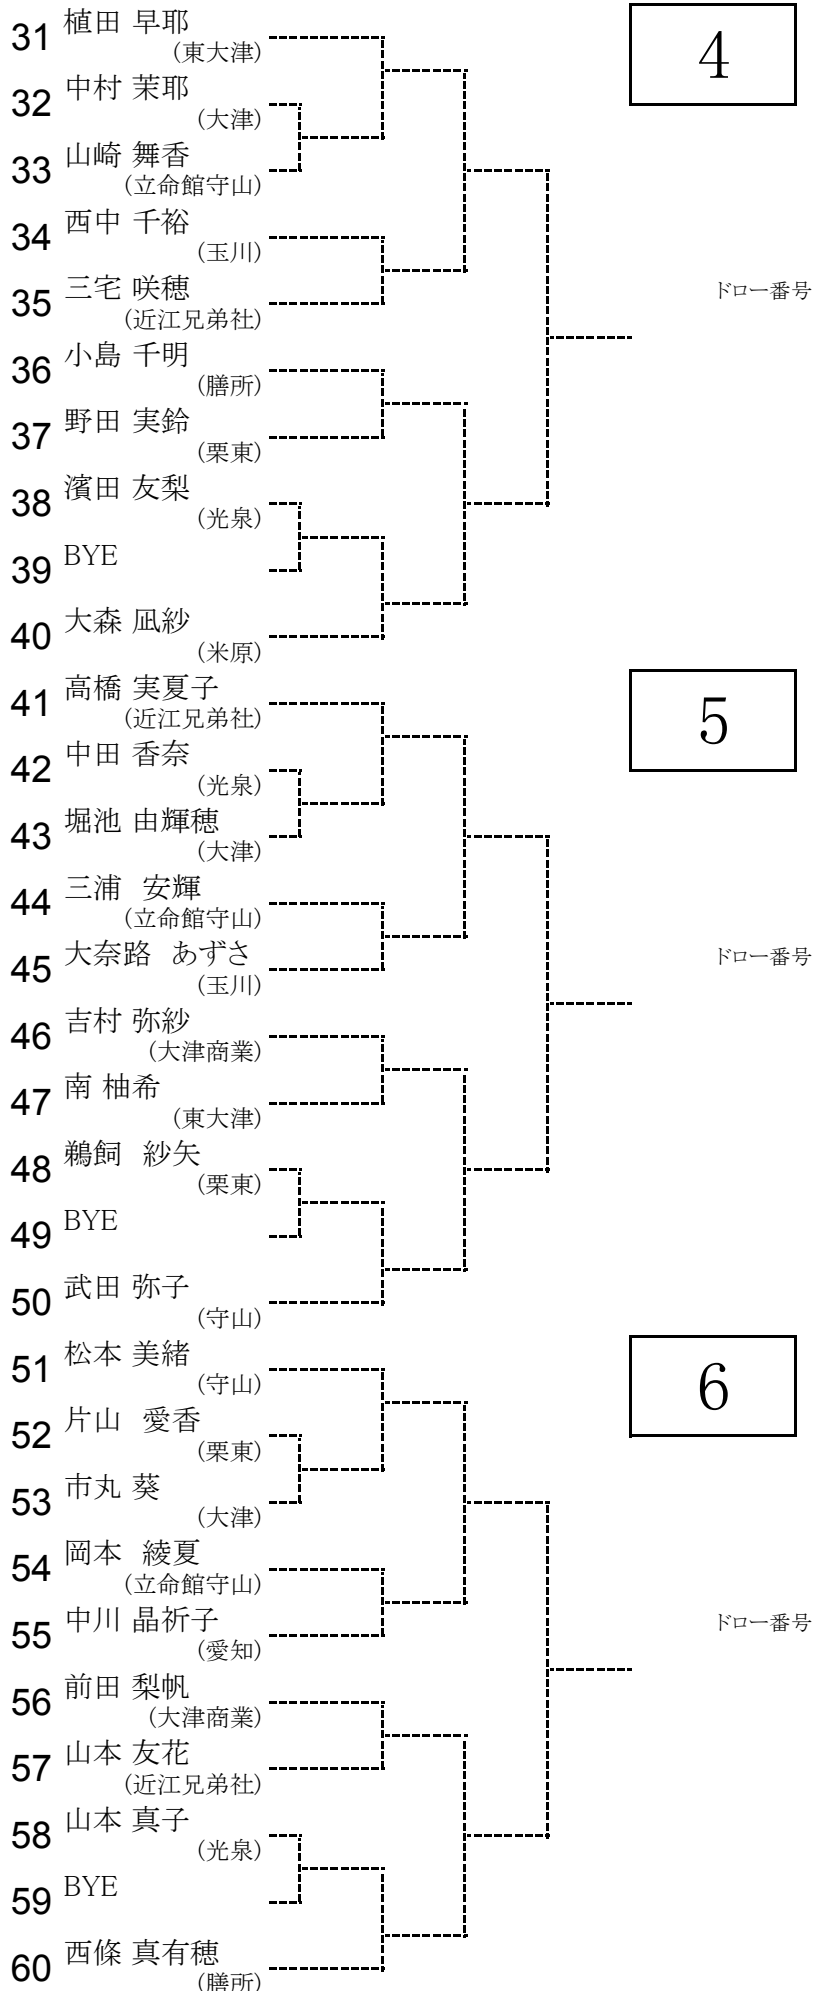 31 植田 早耶
(東大津)
4
32 中村 茉耶
(大津)
33 山崎 舞香
(立命館守山)
34 西中 千裕
(玉川)
35 三宅 咲穂
(近江兄弟社)
ドロー番号
36 小島 千明
(膳所)
37 野田 実鈴
(栗東)
38 濱田 友梨
(光泉)
39 BYE
40 大森 凪紗
(米原)
41 高橋 実夏子
(近江兄弟社)
5
42 中田 香奈
(光泉)
43 堀池 由輝穂
(大津)
44 三浦 安輝
(立命館守山)
45 大奈路 あずさ
(玉川)
ドロー番号
46 吉村 弥紗
(大津商業)
47 南 柚希
(東大津)
48 鵜飼 紗矢
(栗東)
49 BYE
50 武田 弥子
(守山)
51 松本 美緒
(守山)
6
52 片山 愛香
(栗東)
53 市丸 葵
(大津)
54 岡本 綾夏
(立命館守山)
55 中川 晶祈子
(愛知)
ドロー番号
56 前田 梨帆
(大津商業)
57 山本 友花
(近江兄弟社)
58 山本 真子
(光泉)
59 BYE
60 西條 真有穂
(膳所)